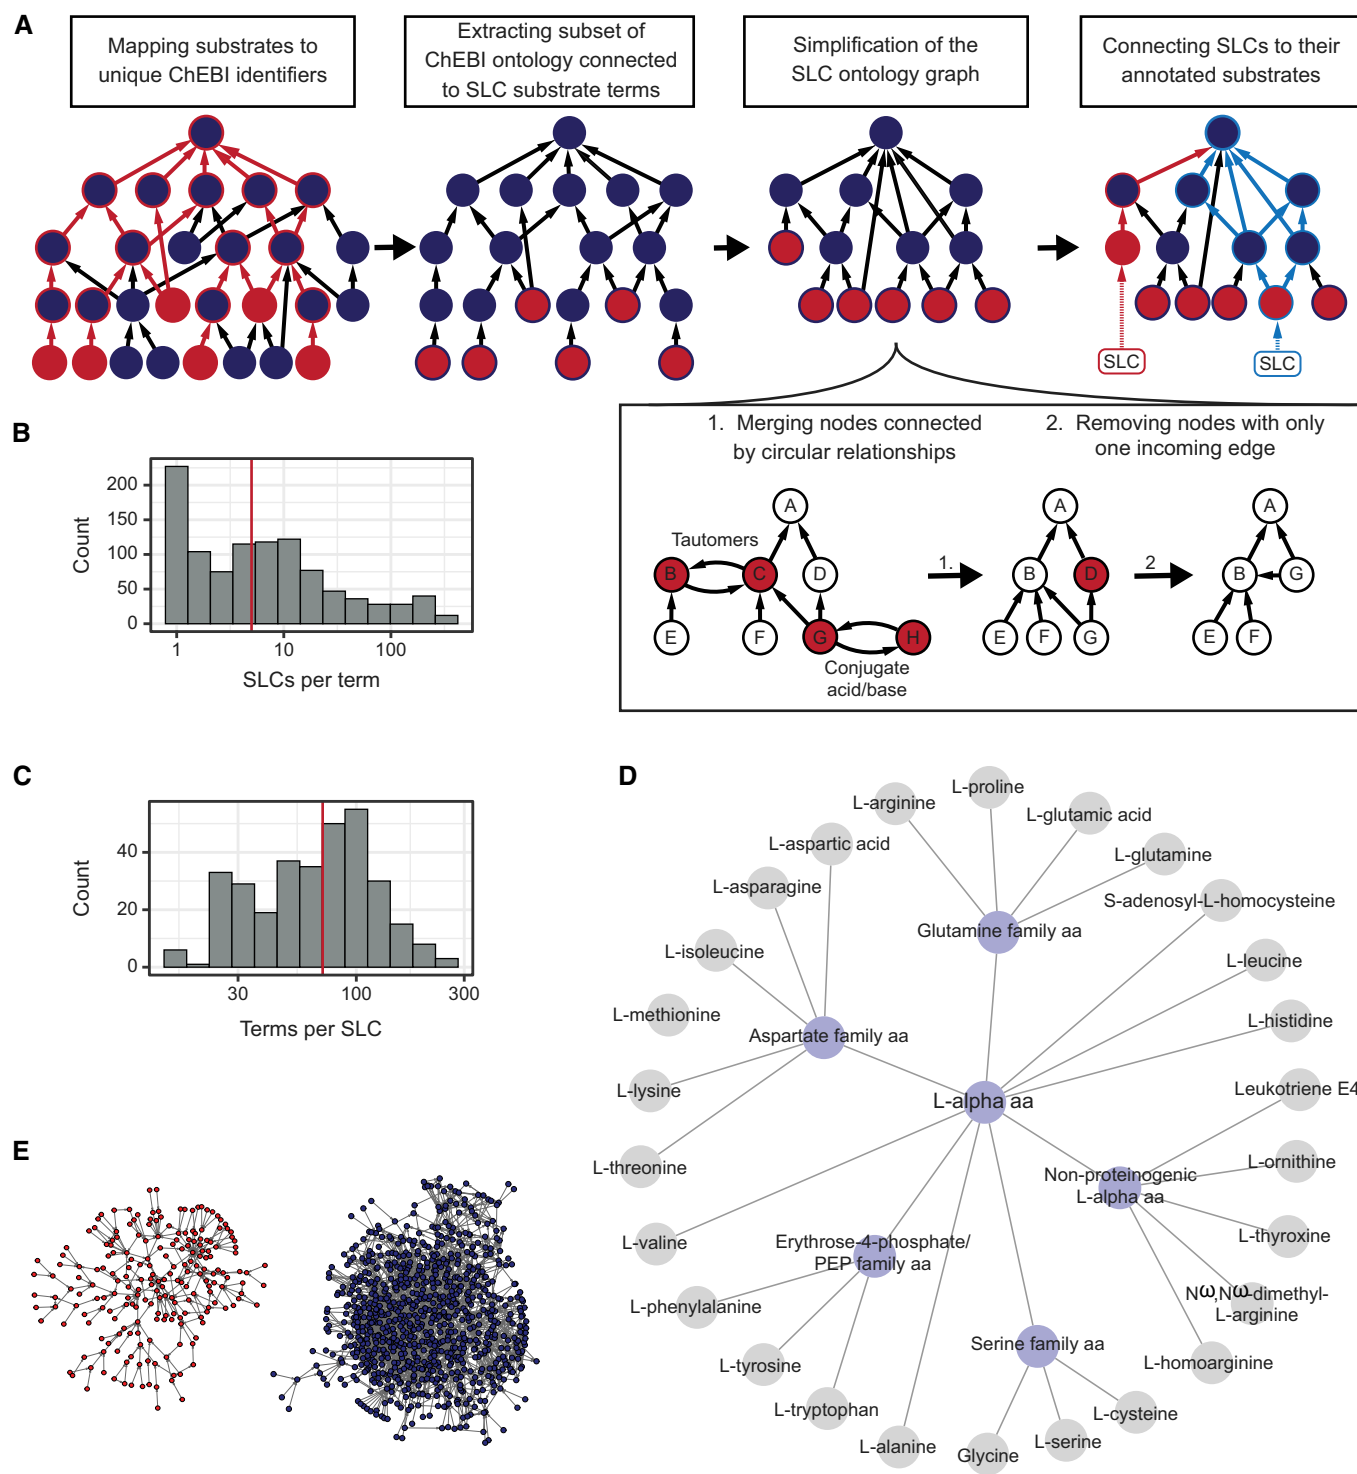 A
Mapping substrates to
unique ChEBI identifiers
Extracting subset of
ChEBI ontology connected
to SLC substrate terms
Simplification of the
SLC ontology graph
Connecting SLCs to their
annotated substrates
SLC
SLC
1. Merging nodes connected
by circular relationships
2. Removing nodes with only
one incoming edge
Tautomers
A
B
C
D
E
F
G
H
Conjugate
acid/base
1.
A
B
D
E
F
G
2
A
B
G
E
F
B
Count
200
150
100
50
0
1
10
100
SLCs per term
C
Count
40
20
0
30
100
300
Terms per SLC
D
L-proline
L-arginine
L-glutamic acid
L-aspartic acid
L-glutamine
L-asparagine
S-adenosyl-L-homocysteine
Glutamine family aa
L-isoleucine
L-leucine
L-methionine
L-histidine
Aspartate family aa
L-lysine
Leukotriene E4
L-alpha aa
L-threonine
L-ornithine
Non-proteinogenic
L-alpha aa
L-valine
L-thyroxine
Erythrose-4-phosphate/
PEP family aa
L-phenylalanine
Nω,Nω-dimethyl-
L-arginine
Serine family aa
L-tyrosine
L-homoarginine
L-tryptophan
L-cysteine
L-alanine
Glycine
L-serine
E